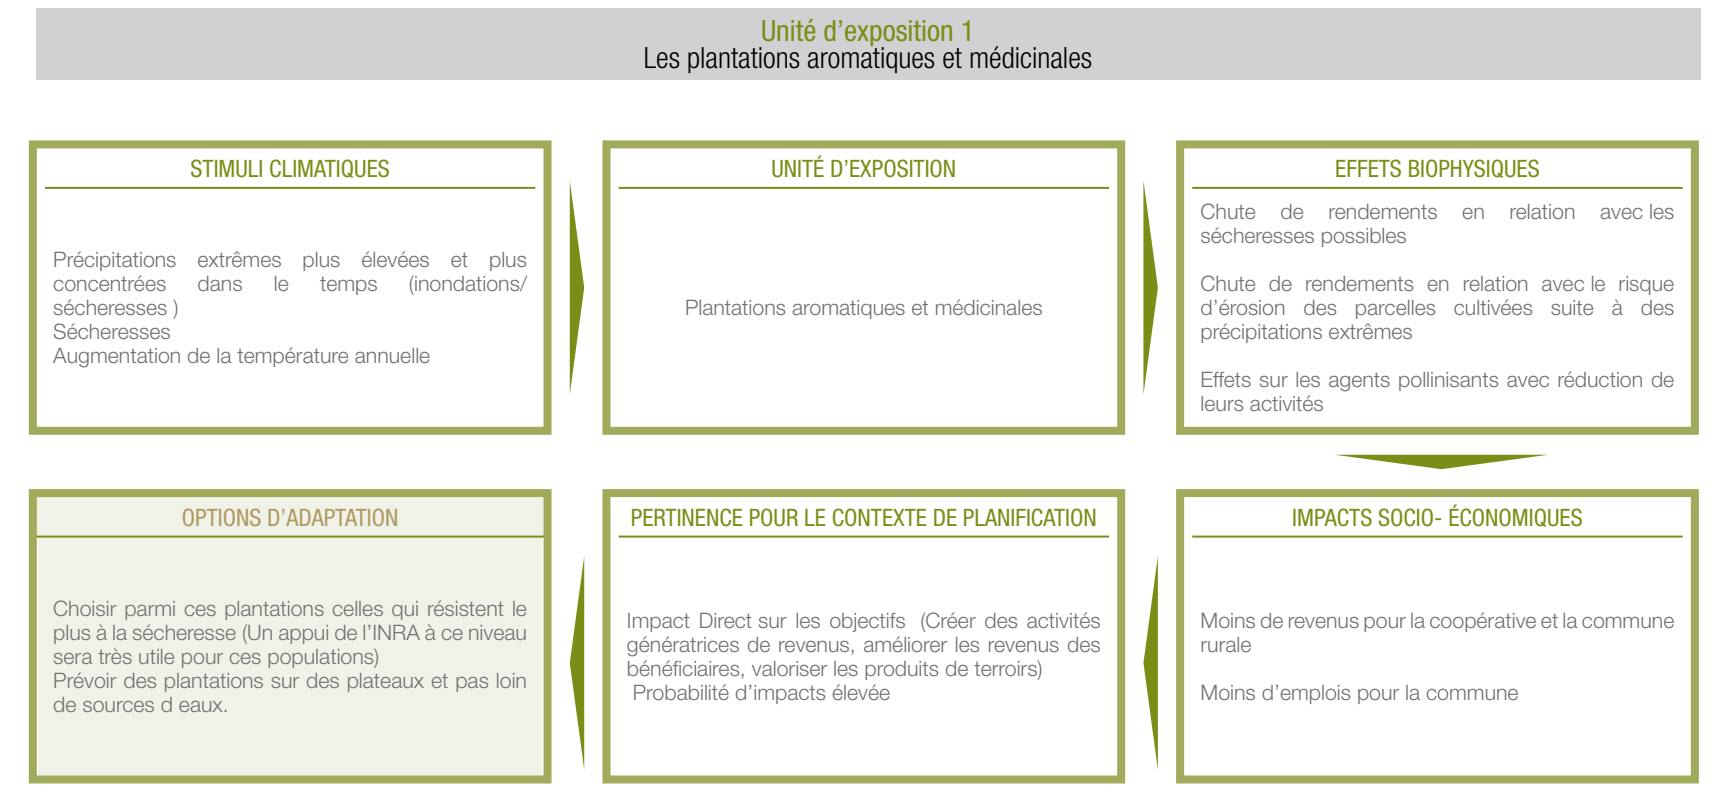 Unité d'exposition 1
Les plantations aromatiques et médicinales
STIMULI CLIMATIQUES
Précipitations extrêmes plus élevées et plus
concentrées dans le temps (inondations/
sécheresses )
Sécheresses
Augmentation de la température annuelle
UNITÉ D'EXPOSITION
Plantations aromatiques et médicinales
EFFETS BIOPHYSIQUES
Chute de rendements en relation avec les
sécheresses possibles
Chute de rendements en relation avec le risque
d'érosion des parcelles cultivées suite à des
précipitations extrêmes
Effets sur les agents pollinisants avec réduction de
leurs activités
IMPACTS SOCIO- ÉCONOMIQUES
Moins de revenus pour la coopérative et la commune
rurale
Moins d'emplois pour la commune
PERTINENCE POUR LE CONTEXTE DE PLANIFICATION
Impact Direct sur les objectifs (Créer des activités
génératrices de revenus, améliorer les revenus des
bénéficiaires, valoriser les produits de terroirs)
Probabilité d'impacts élevée
OPTIONS D'ADAPTATION
Choisir parmi ces plantations celles qui résistent le
plus à la sécheresse (Un appui de l'INRA à ce niveau
sera très utile pour ces populations)
Prévoir des plantations sur des plateaux et pas loin
de sources d eaux.